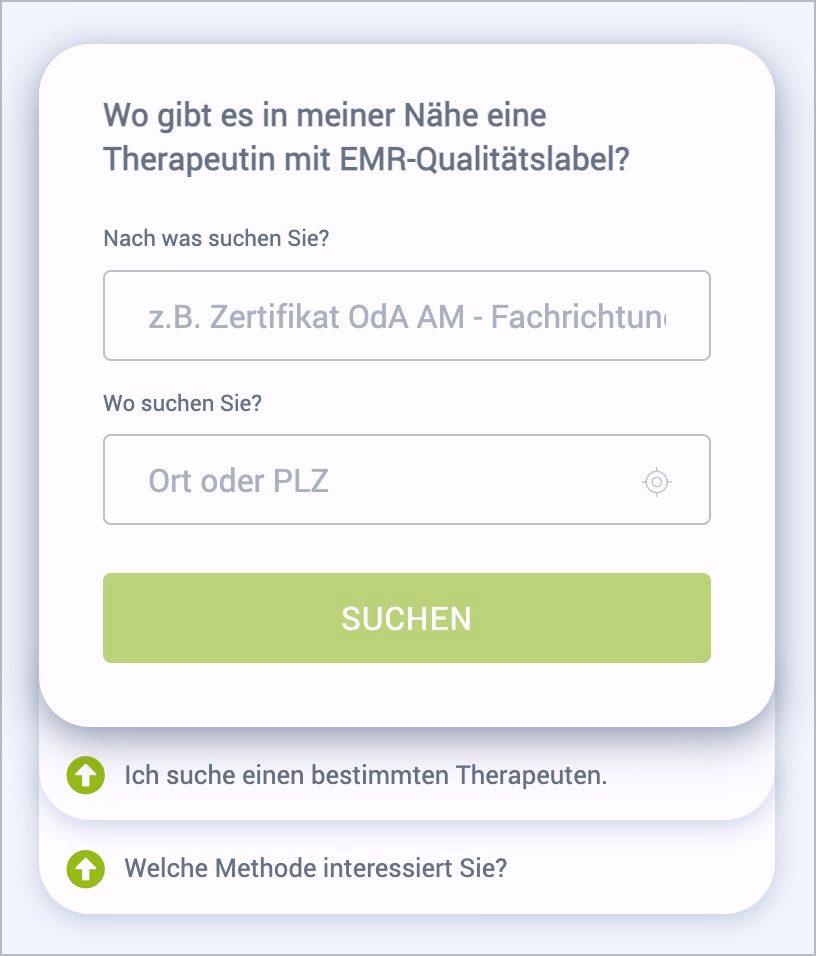 Wo gibt es in meiner Nähe eine
Therapeutin mit EMR-Qualitätslabel?
Nach was suchen Sie?
z.B. Zertifikat OdA AM - Fachrichtun
Wo suchen Sie?
Ort oder PLZ
SUCHEN
Ich suche einen bestimmten Therapeuten.
Welche Methode interessiert Sie?